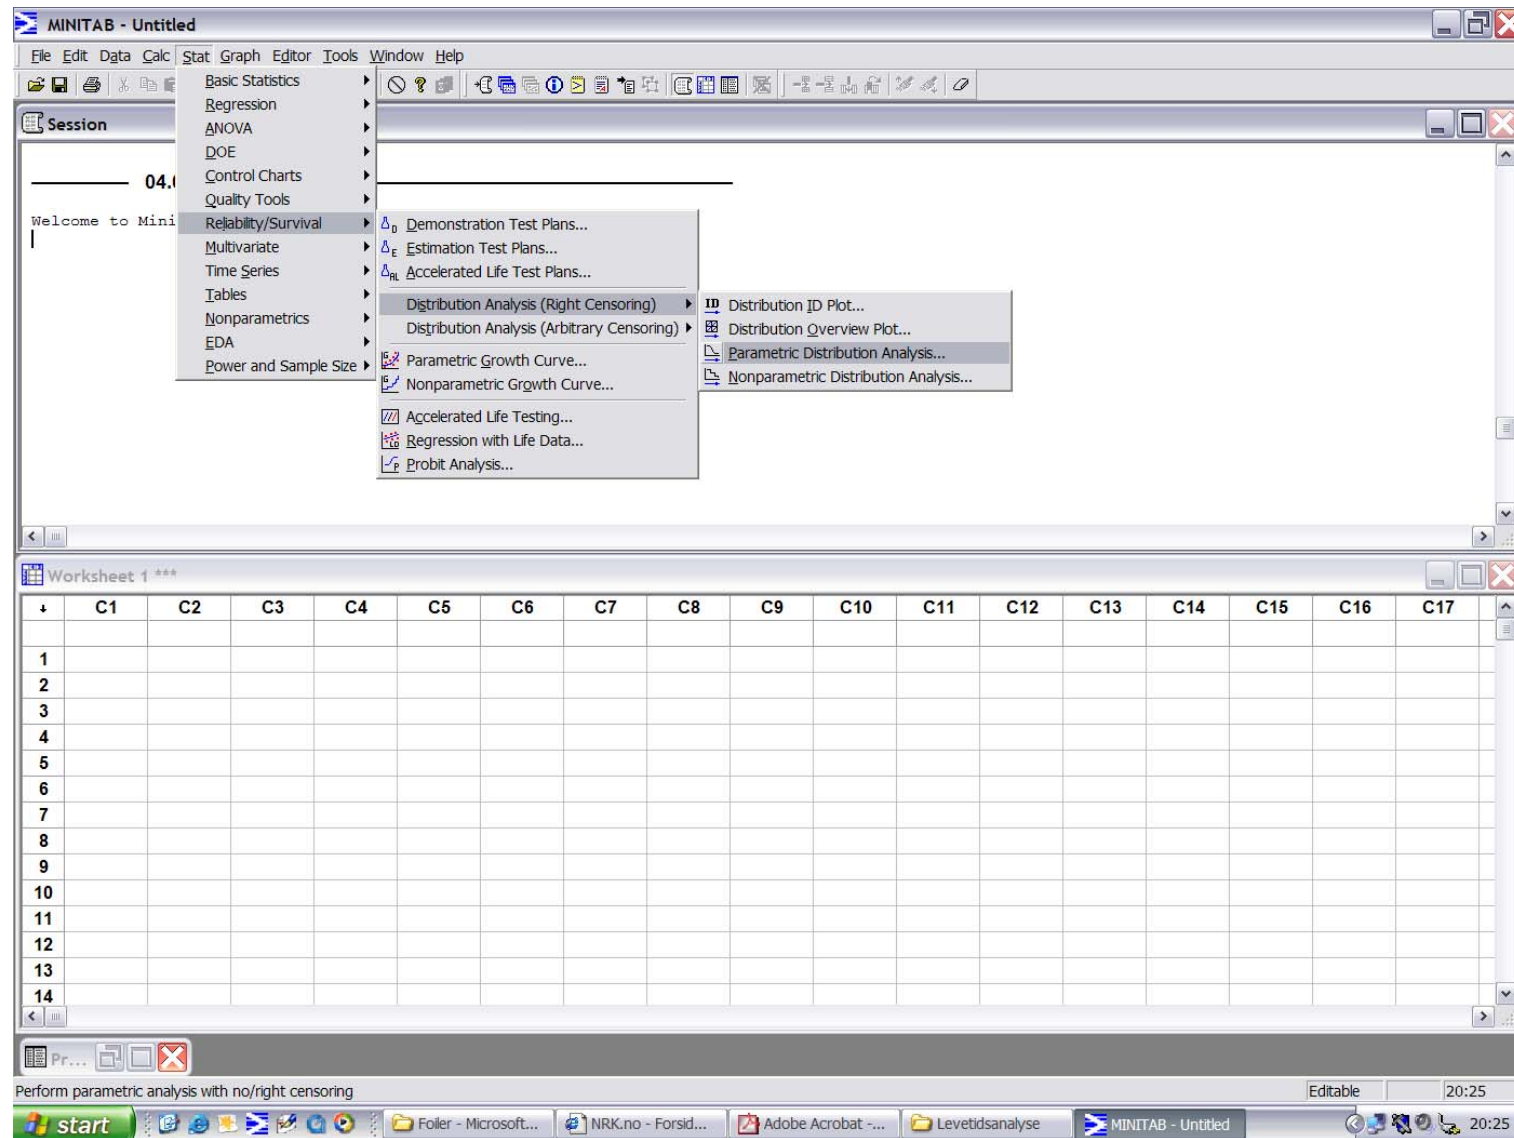 MINITAB - Untitled
File Edit Data Calc Stat Graph Editor Tools Window Help
Session
04.
Welcome to Mini
Basic Statistics
Regression
ANOVA
DOE
Control Charts
Quality Tools
Reliability/Survival
Multivariate
Time Series
Tables
Nonparametrics
EDA
Power and Sample Size
Demonstration Test Plans...
Estimation Test Plans...
Accelerated Life Test Plans...
Distribution Analysis (Right Censoring)
Distribution Analysis (Arbitrary Censoring)
Parametric Growth Curve...
Nonparametric Growth Curve...
Accelerated Life Testing...
Regression with Life Data...
Probit Analysis...
Distribution ID Plot...
Distribution Overview Plot...
Parametric Distribution Analysis...
Nonparametric Distribution Analysis...
Worksheet 1 ***
C1 C2 C3 C4 C5 C6 C7 C8 C9 C10 C11 C12 C13 C14 C15 C16 C17
1
2
3
4
5
6
7
8
9
10
11
12
13
14
Pr...
Perform parametric analysis with no/right censoring Editable 20:25
start Foiler - Microsoft... NRK.no - Forsid... Adobe Acrobat -... Levetidsanalyse MINITAB - Untitled 20:25